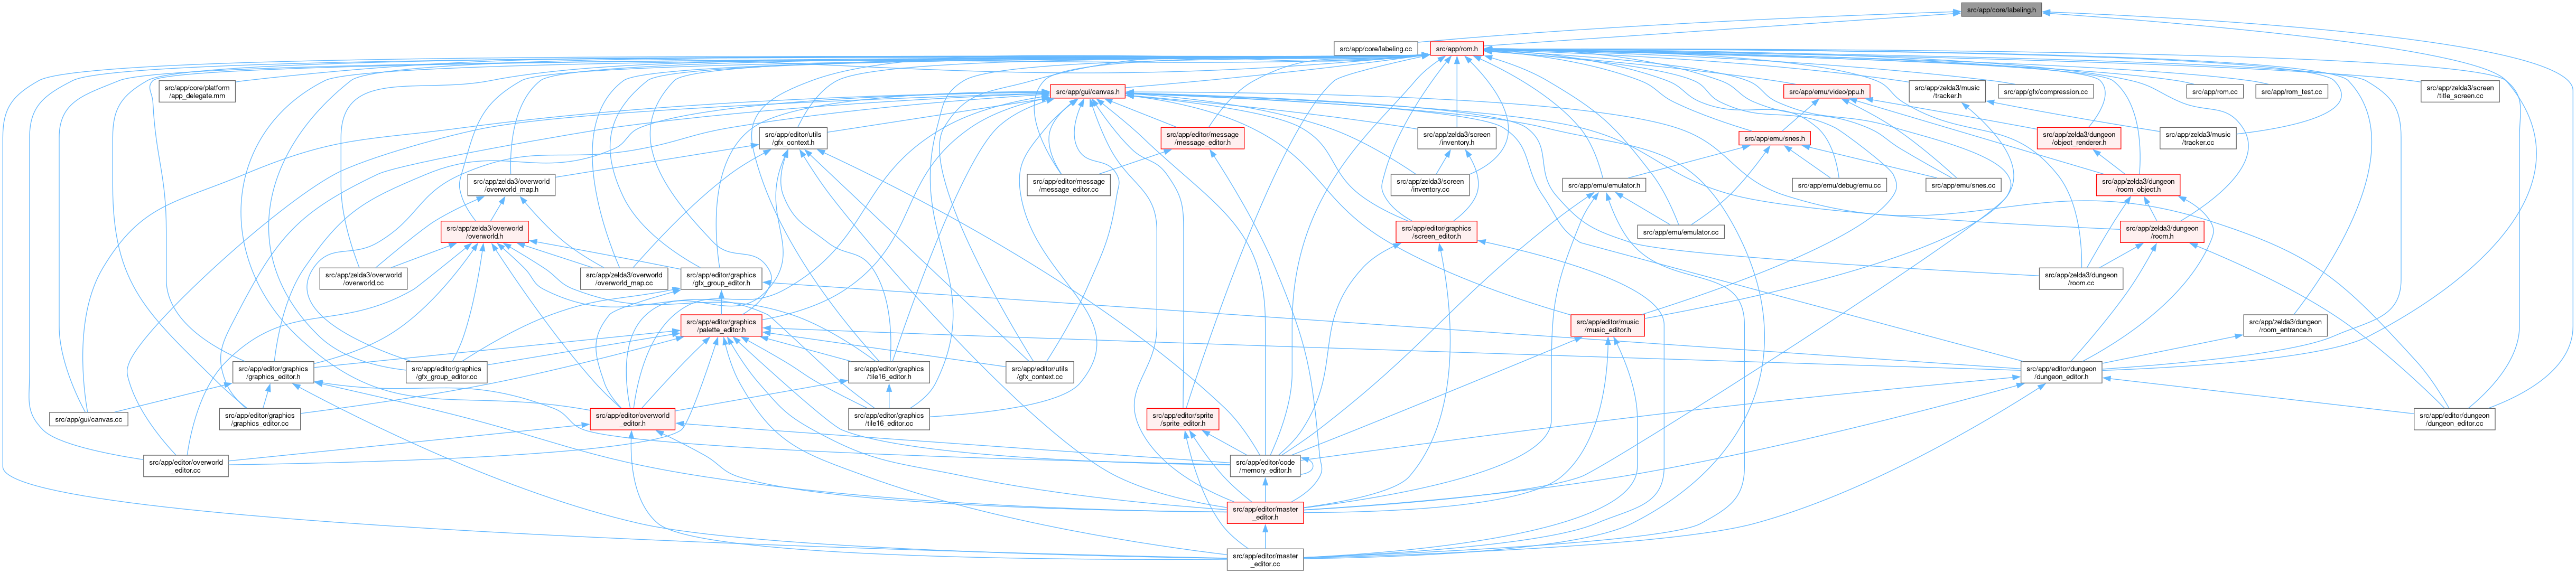 src/app/core/labeling.h
src/app/core/labeling.cc
src/app/rom.h
src/app/core/platform
/app_delegate.mm
src/app/gui/canvas.h
src/app/emu/video/ppu.h
src/app/zelda3/music
/tracker.h
src/app/gfx/compression.cc
src/app/rom.cc
src/app/rom_test.cc
src/app/zelda3/screen
/title_screen.cc
src/app/editor/utils
/gfx_context.h
src/app/editor/message
/message_editor.h
src/app/zelda3/screen
/inventory.h
src/app/emu/snes.h
src/app/zelda3/dungeon
/object_renderer.h
src/app/zelda3/music
/tracker.cc
src/app/zelda3/overworld
/overworld_map.h
src/app/editor/message
/message_editor.cc
src/app/zelda3/screen
/inventory.cc
src/app/emu/emulator.h
src/app/emu/debug/emu.cc
src/app/emu/snes.cc
src/app/zelda3/dungeon
/room_object.h
src/app/zelda3/overworld
/overworld.h
src/app/editor/graphics
/screen_editor.h
src/app/emu/emulator.cc
src/app/zelda3/dungeon
/room.h
src/app/zelda3/overworld
/overworld.cc
src/app/zelda3/overworld
/overworld_map.cc
src/app/editor/graphics
/gfx_group_editor.h
src/app/zelda3/dungeon
/room.cc
src/app/editor/graphics
/palette_editor.h
src/app/editor/music
/music_editor.h
src/app/zelda3/dungeon
/room_entrance.h
src/app/editor/graphics
/graphics_editor.h
src/app/editor/graphics
/gfx_group_editor.cc
src/app/editor/graphics
/tile16_editor.h
src/app/editor/utils
/gfx_context.cc
src/app/editor/dungeon
/dungeon_editor.h
src/app/gui/canvas.cc
src/app/editor/graphics
/graphics_editor.cc
src/app/editor/overworld
_editor.h
src/app/editor/graphics
/tile16_editor.cc
src/app/editor/sprite
/sprite_editor.h
src/app/editor/dungeon
/dungeon_editor.cc
src/app/editor/overworld
_editor.cc
src/app/editor/code
/memory_editor.h
src/app/editor/master
_editor.h
src/app/editor/master
_editor.cc